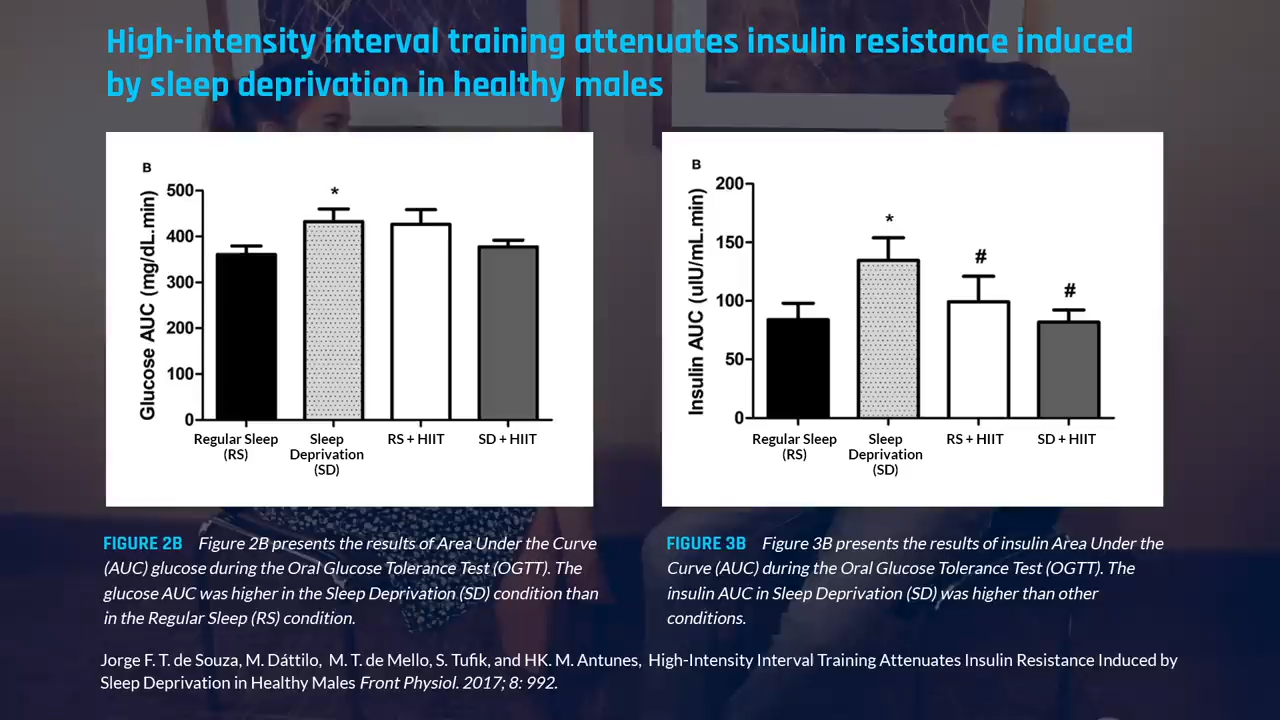 High-intensity interval training attenuates insulin resistance induced
by sleep deprivation in healthy males
B
Glucose AUC (mg/dL.min)
500
400
300
200
100
0
*
Regular Sleep
(RS)
Sleep
Deprivation
(SD)
RS + HIIT
SD + HIIT
B
Insulin AUC (uIU/mL.min)
200
150
100
50
0
*
#
#
Regular Sleep
(RS)
Sleep
Deprivation
(SD)
RS + HIIT
SD + HIIT
FIGURE 2B Figure 2B presents the results of Area Under the Curve
(AUC) glucose during the Oral Glucose Tolerance Test (OGTT). The
glucose AUC was higher in the Sleep Deprivation (SD) condition than
in the Regular Sleep (RS) condition.
FIGURE 3B Figure 3B presents the results of insulin Area Under the
Curve (AUC) during the Oral Glucose Tolerance Test (OGTT). The
insulin AUC in Sleep Deprivation (SD) was higher than other
conditions.
Jorge F. T. de Souza, M. Dáttilo, M. T. de Mello, S. Tufik, and HK. M. Antunes, High-Intensity Interval Training Attenuates Insulin Resistance Induced by
Sleep Deprivation in Healthy Males Front Physiol. 2017; 8: 992.